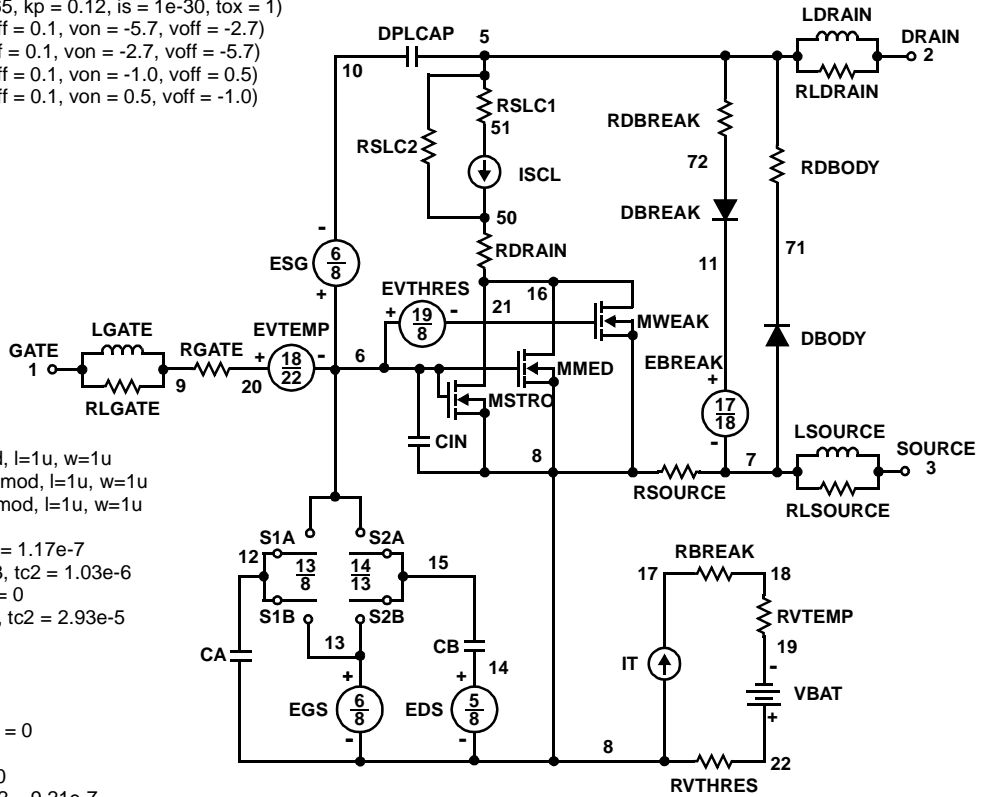 65, kp = 0.12, is = 1e-30, tox = 1)
off = 0.1, von = -5.7, voff = -2.7)
ff = 0.1, von = -2.7, voff = -5.7)
off = 0.1, von = -1.0, voff = 0.5)
ff = 0.1, von = 0.5, voff = -1.0)
DPLCAP
5
10
LDRAIN
DRAIN
2
RLDRAIN
RSLC1
51
RSLC2
ISCL
50
RDBREAK
72
RDBODY
DBREAK
71
11
-
ESG
6
8
+
RDRAIN
16
21
EVTHRES
+
19
8
-
MWEAK
LGATE
GATE
1
RLGATE
9
RGATE
20
EVTEMP
+
18
22
-
6
MMED
MSTRO
EBREAK
+
17
18
-
DBODY
CIN
8
RSOURCE
7
LSOURCE
SOURCE
3
RLSOURCE
d, l=1u, w=1u
mod, l=1u, w=1u
mod, l=1u, w=1u
= 1.17e-7
3, tc2 = 1.03e-6
= 0
, tc2 = 2.93e-5
= 0
S1A
S2A
12
13
8
14
13
15
S1B
S2B
13
CA
CB
14
+
EGS
6
8
-
+
EDS
5
8
-
8
RBREAK
17
18
RVTEMP
19
IT
-
VBAT
+
22
RVTHRES